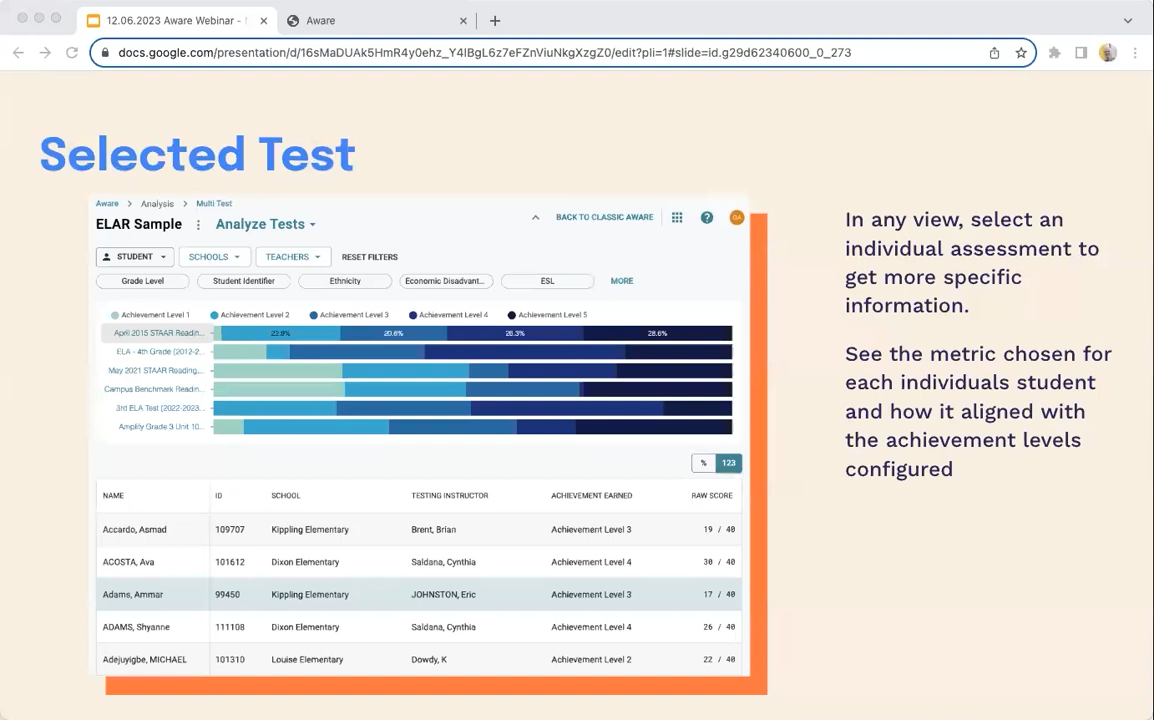 12.06.2023 Aware Webinar -
Aware
docs.google.com/presentation/d/16sMaDUAk5HmR4y0ehz_Y4IBgL6z7eFZnViuNkgXzgZ0/edit?pli=1#slide=id.g29d62340600_0_273
Selected Test
Aware > Analysis > Multi Test
ELAR Sample Analyze Tests
BACK TO CLASSIC AWARE
STUDENT SCHOOLS TEACHERS RESET FILTERS
Grade Level Student Identifier Ethnicity Economic Disadvant... ESL MORE
Achievement Level 1 Achievement Level 2 Achievement Level 3 Achievement Level 4 Achievement Level 5
April 2015 STAAR Readin... 22.9% 20.6% 26.3% 28.6%
ELA - 4th Grade (2012-2...
May 2021 STAAR Reading,...
Campus Benchmark Readin...
3rd ELA Test (2022-2023...
Amplify Grade 3 Unit 10...
% 123
NAME ID SCHOOL TESTING INSTRUCTOR ACHIEVEMENT EARNED RAW SCORE
Accardo, Asmad 109707 Kippling Elementary Brent, Brian Achievement Level 3 19 / 40
ACOSTA, Ava 101612 Dixon Elementary Saldana, Cynthia Achievement Level 4 30 / 40
Adams, Ammar 99450 Kippling Elementary JOHNSTON, Eric Achievement Level 3 17 / 40
ADAMS, Shyanne 111108 Dixon Elementary Saldana, Cynthia Achievement Level 4 26 / 40
Adejuyigbe, MICHAEL 101310 Louise Elementary Dowdy, K Achievement Level 2 22 / 40
In any view, select an
individual assessment to
get more specific
information.
See the metric chosen for
each individuals student
and how it aligned with
the achievement levels
configured